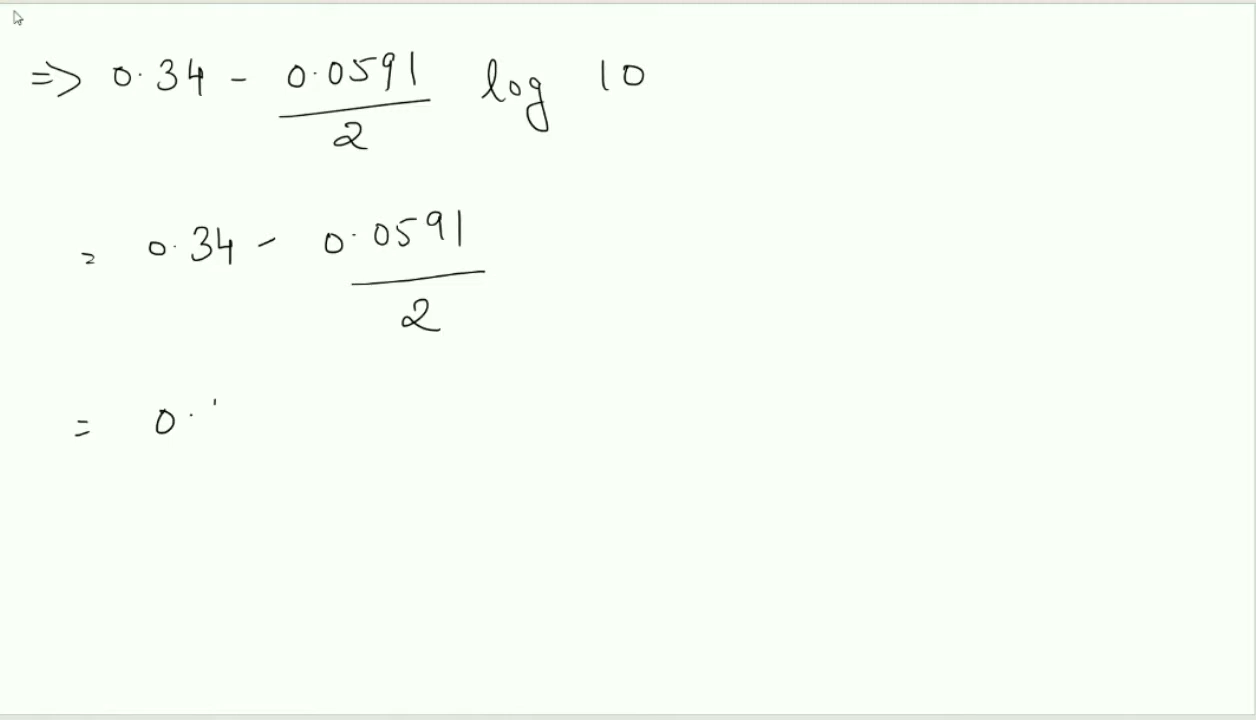 => 0.34 - 0.0591/2 log 10
= 0.34 - 0.0591/2
= 0.